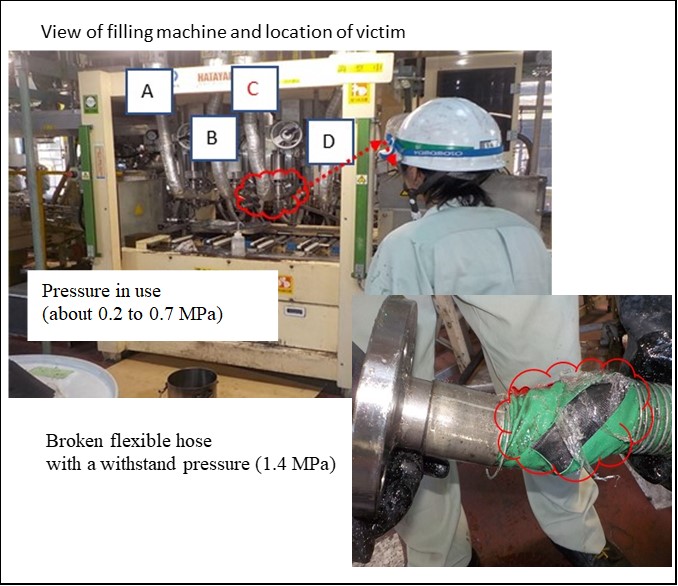 View of filling machine and location of victim
HATAYA
A
C
B
D
YAMAMOTO
Pressure in use
(about 0.2 to 0.7 MPa)
Broken flexible hose
with a withstand pressure (1.4 MPa)